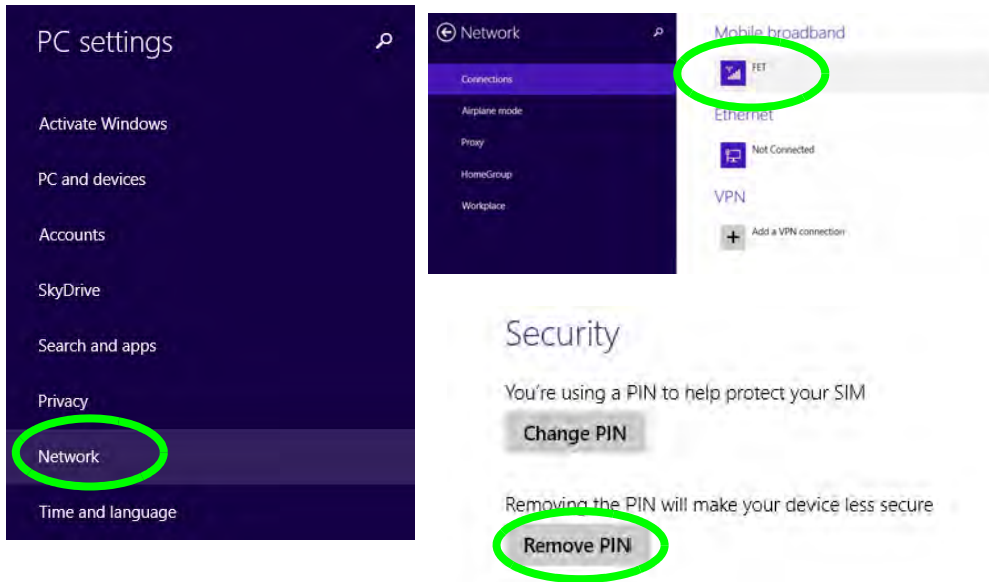 PC settings
Activate Windows
PC and devices
Accounts
SkyDrive
Search and apps
Privacy
Network
Time and language
Network
Connections
Airplane mode
Proxy
HomeGroup
Workplace
Mobile broadband
FET
Ethernet
Not Connected
VPN
Add a VPN connection
Security
You're using a PIN to help protect your SIM
Change PIN
Removing the PIN will make your device less secure
Remove PIN